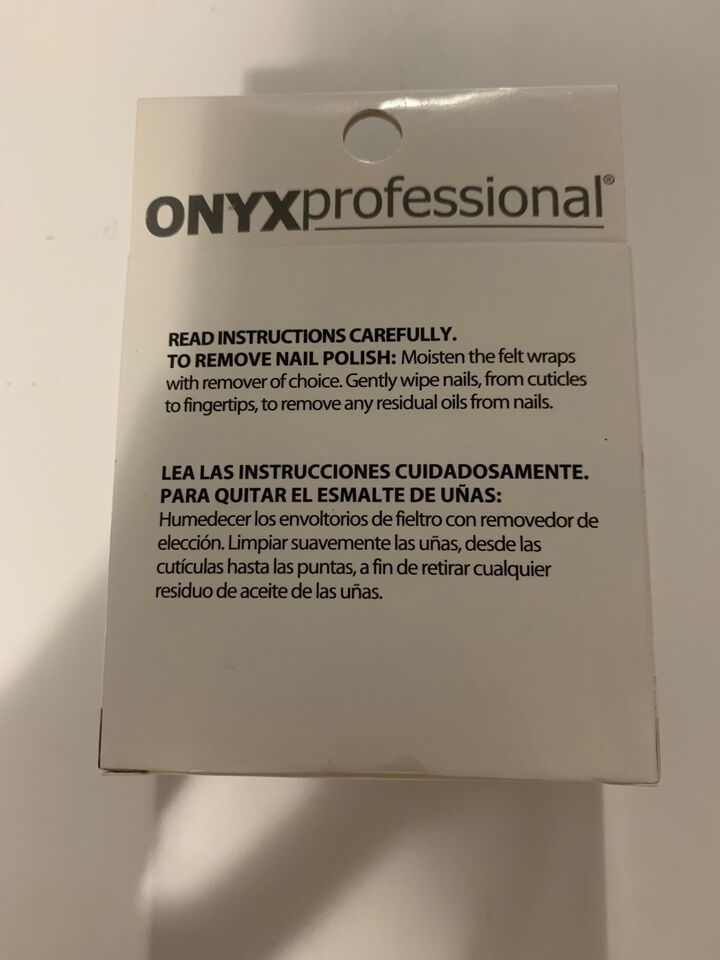 ONYXprofessional®
READ INSTRUCTIONS CAREFULLY.
TO REMOVE NAIL POLISH: Moisten the felt wraps
with remover of choice. Gently wipe nails, from cuticles
to fingertips, to remove any residual oils from nails.
LEA LAS INSTRUCCIONES CUIDADOSAMENTE.
PARA QUITAR EL ESMALTE DE UÑAS:
Humedecer los envoltorios de fieltro con removedor de
elección. Limpiar suavemente las uñas, desde las
cutículas hasta las puntas, a fin de retirar cualquier
residuo de aceite de las uñas.